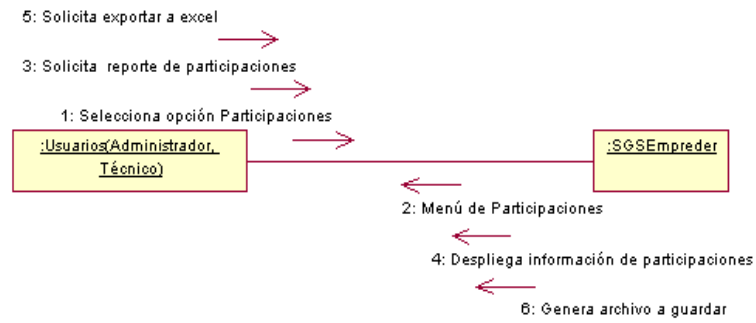 5: Solicita exportar a excel
3: Solicita reporte de participaciones
1: Selecciona opción Participaciones
:Usuarios(Administrador,
Técnico)
:SGSEmpreder
2: Menú de Participaciones
4: Despliega información de participaciones
6: Genera archivo a guardar